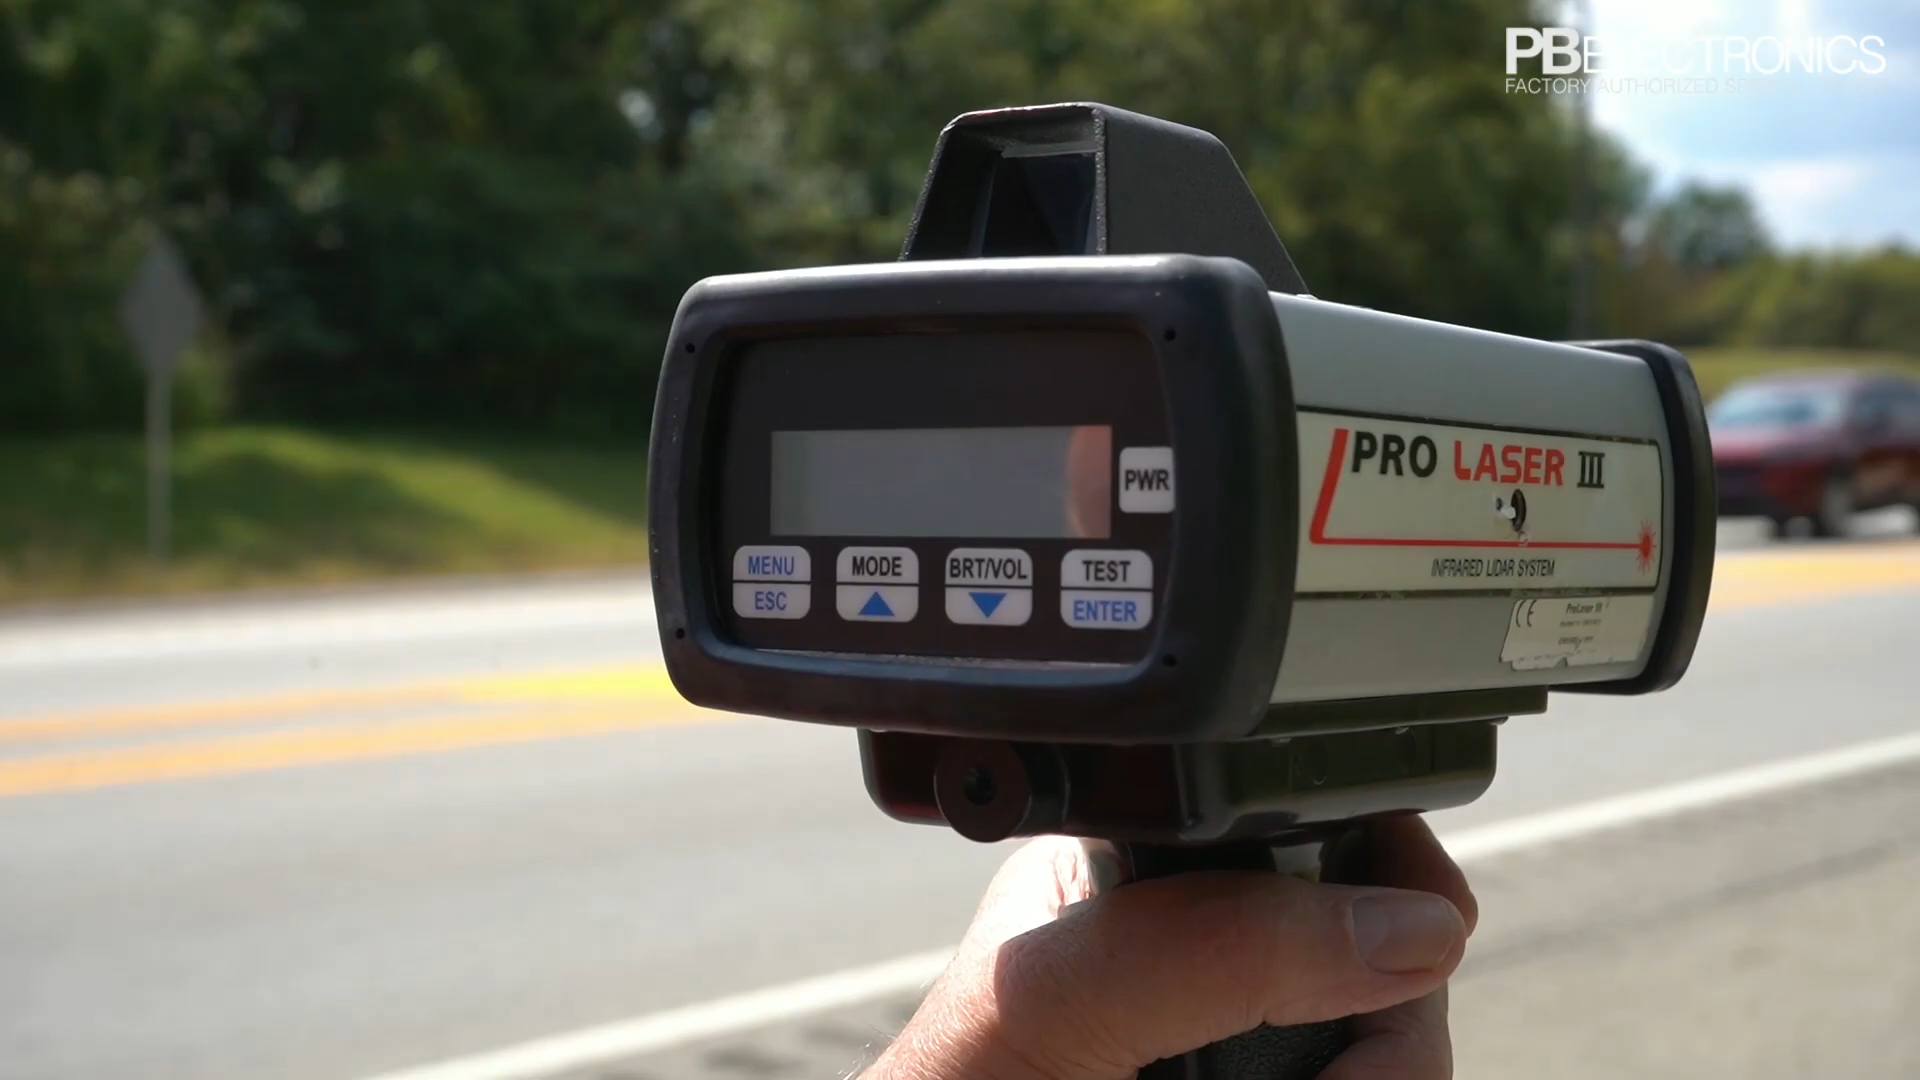 PBELECTRONICS
FACTORY AUTHORIZED
PWR
MENU
ESC
MODE
BRT/VOL
TEST
ENTER
PRO LASER III
INFRARED LIDAR SYSTEM
CE
ProLaser III